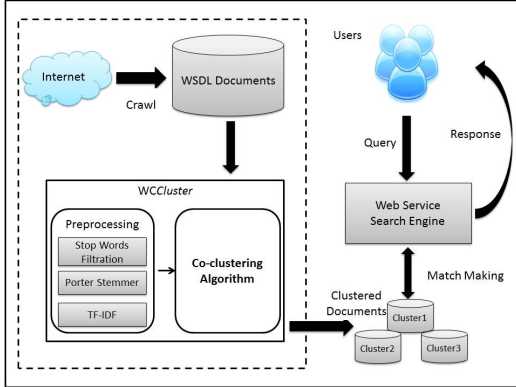 Internet
Crawl
WSDL Documents
WCCluster
Preprocessing
Stop Words
Filtration
Porter Stemmer
TF-IDF
Co-clustering
Algorithm
Users
Query
Response
Web Service
Search Engine
Match Making
Clustered
Documents
Cluster1
Cluster2
Cluster3